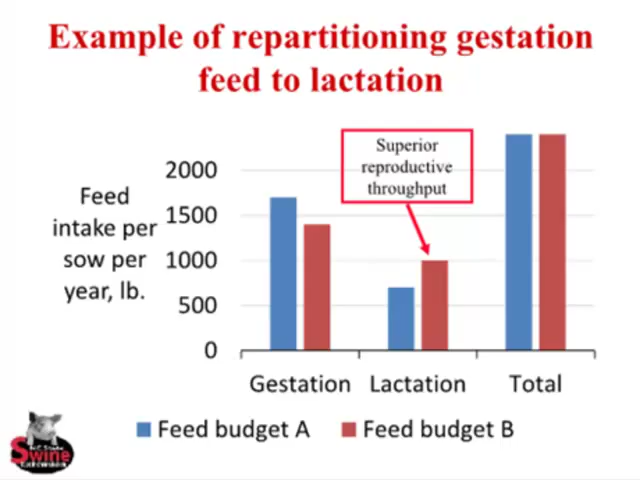 Example of repartitioning gestation
feed to lactation
Superior
reproductive
throughput
Feed
intake per
sow per
year, lb.
2000
1500
1000
500
0
Gestation
Lactation
Total
Feed budget A
Feed budget B
Swine